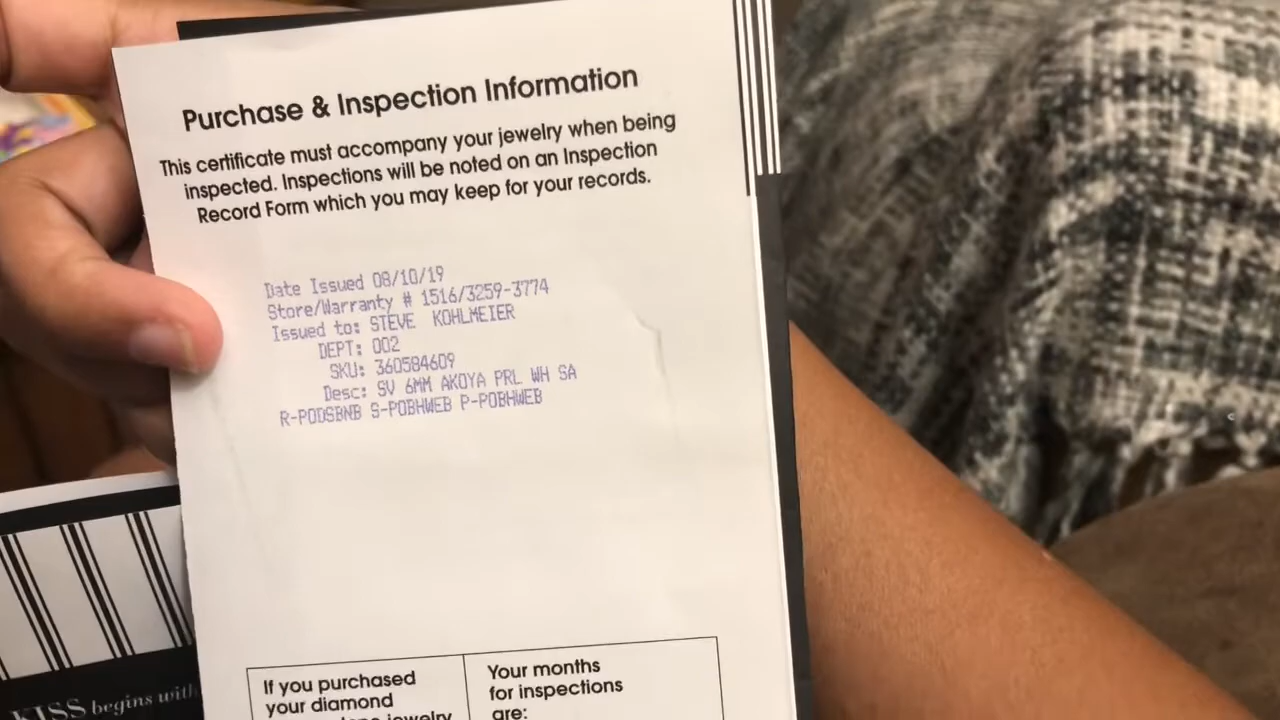 Purchase & Inspection Information
This certificate must accompany your jewelry when being
inspected. Inspections will be noted on an Inspection
Record Form which you may keep for your records.
Date Issued 08/10/19
Store/Warranty # 1516/3259-3774
Issued to: STEVE KOHLMEIER
DEPT: 002
SKU: 360584609
Desc: SV 6MM AKOYA PRL WH SA
R-PODSBNB S-POBHWEB P-POBHWEB
If you purchased
your diamond
jewelry
Your months
for inspections
are:
KISS begins with